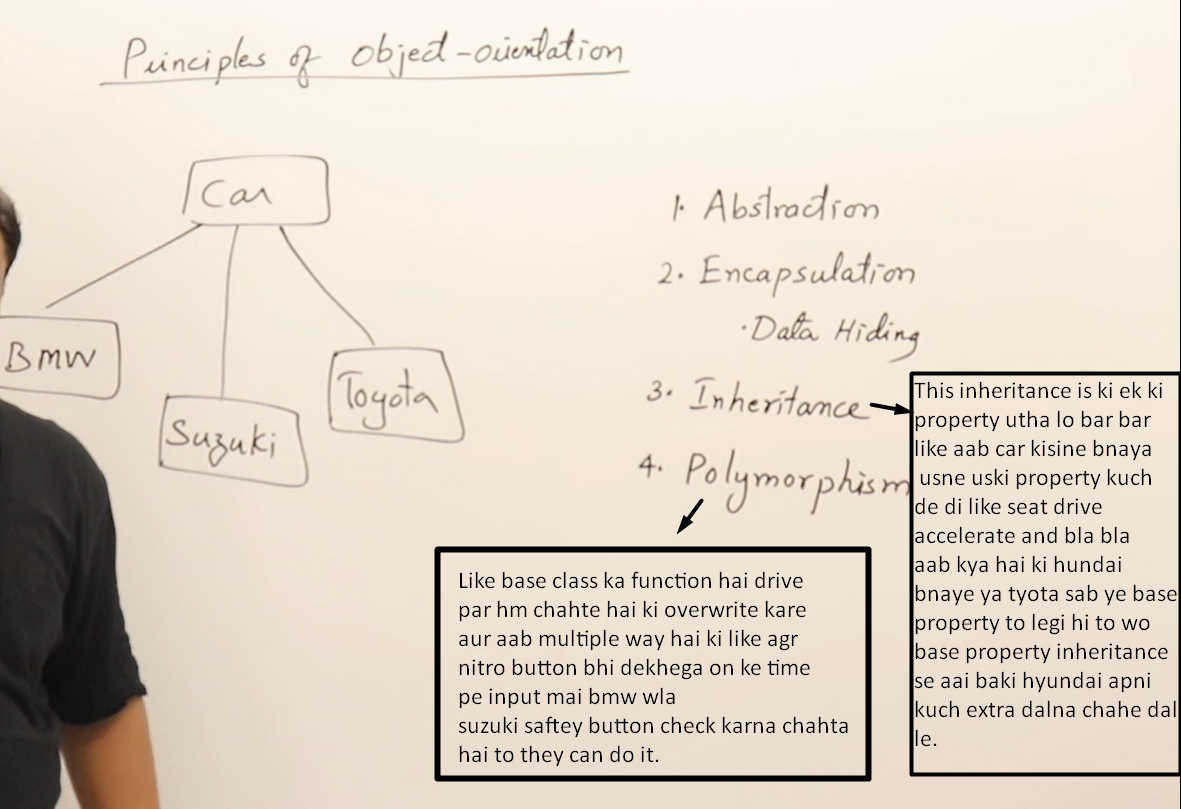 Principles of Object-orientation
Car
BMW
Suzuki
Toyota
1. Abstraction
2. Encapsulation
· Data Hiding
3. Inheritance
4. Polymorphism
This inheritance is ki ek ki
property utha lo bar bar
like aab car kisine bnaya
usne uski property kuch
de di like seat drive
accelerate and bla bla
aab kya hai ki hundai
bnaye ya tyota sab ye base
property to legi hi to wo
base property inheritance
se aai baki hyundai apni
kuch extra dalna chahe dal
le.
Like base class ka function hai drive
par hm chahte hai ki overwrite kare
aur aab multiple way hai ki like agr
nitro button bhi dekhega on ke time
pe input mai bmw wla
suzuki saftey button check karna chahta
hai to they can do it.